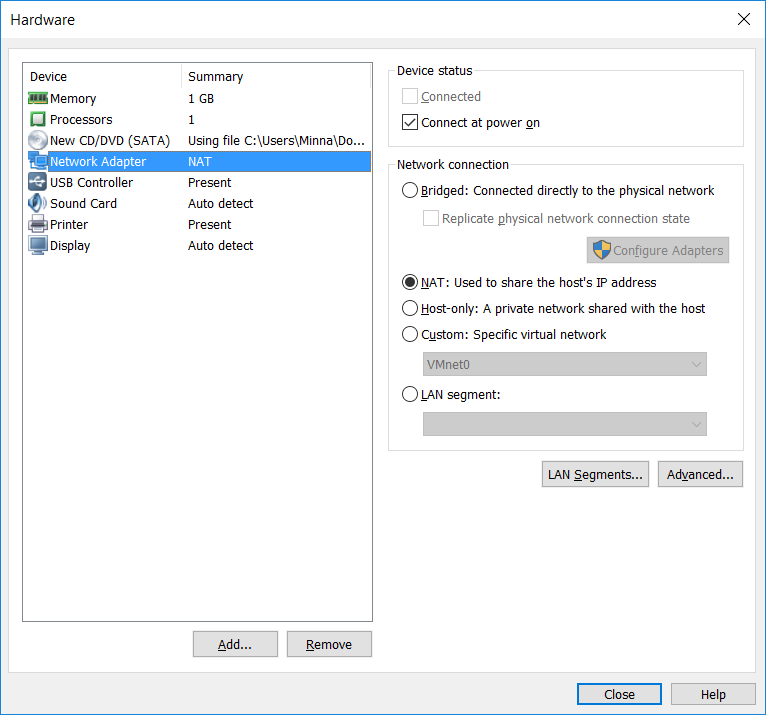 Hardware
Device Summary
Memory 1 GB
Processors 1
New CD/DVD (SATA) Using file C:\Users\Minna\Do...
Network Adapter NAT
USB Controller Present
Sound Card Auto detect
Printer Present
Display Auto detect
Add... Remove
Device status
Connected
Connect at power on
Network connection
Bridged: Connected directly to the physical network
Replicate physical network connection state
Configure Adapters
NAT: Used to share the host's IP address
Host-only: A private network shared with the host
Custom: Specific virtual network
VMnet0
LAN segment:
LAN Segments... Advanced...
Close Help